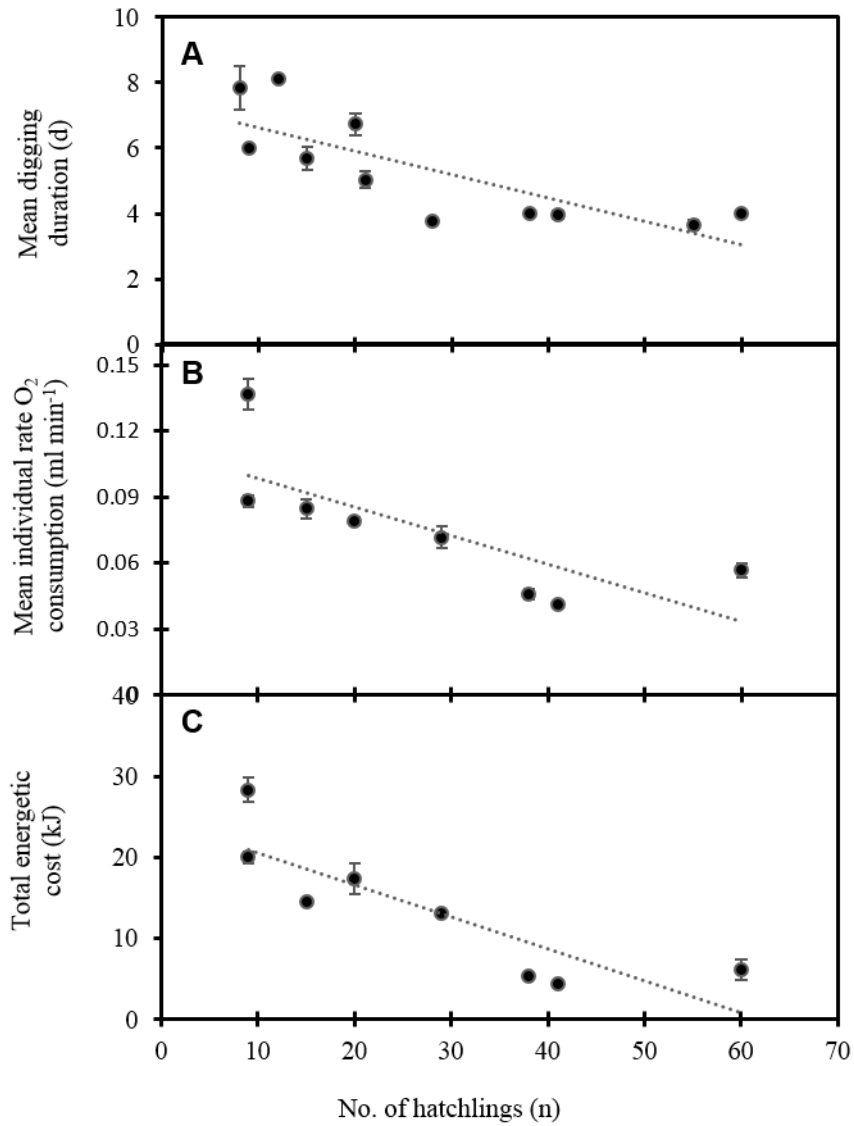 A
Mean digging
duration (d)
10
8
6
4
2
0
B
Mean individual rate O₂
consumption (ml min⁻¹)
0.15
0.12
0.09
0.06
0.03
0
C
Total energetic
cost (kJ)
40
30
20
10
0
0 10 20 30 40 50 60 70
No. of hatchlings (n)